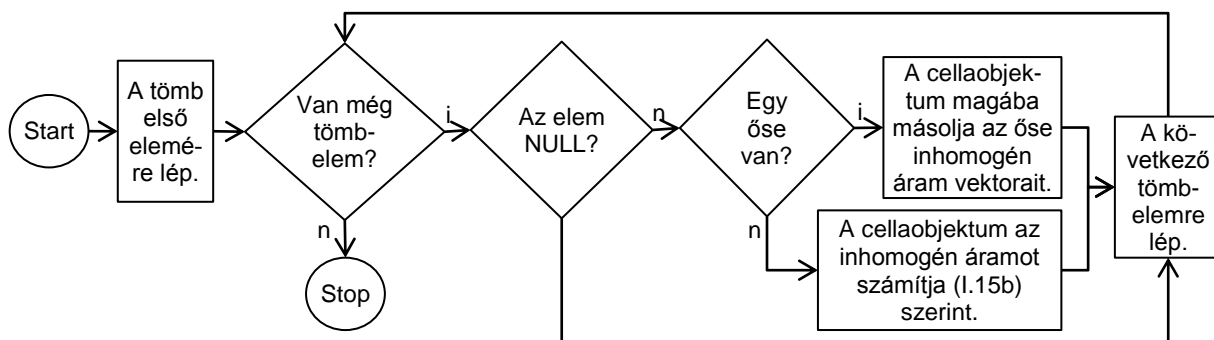 Start
A tömb
első
elemé-
re lép.
Van még
tömb-
elem?
i
n
Stop
Az elem
NULL?
n
Egy
őse
van?
i
n
A cellaobjek-
tum magába
másolja az őse
inhomogén
áram vektorait.
A cellaobjektum az
inhomogén áramot
számítja (I.15b)
szerint.
A kö-
vetkező
tömb-
elemre
lép.